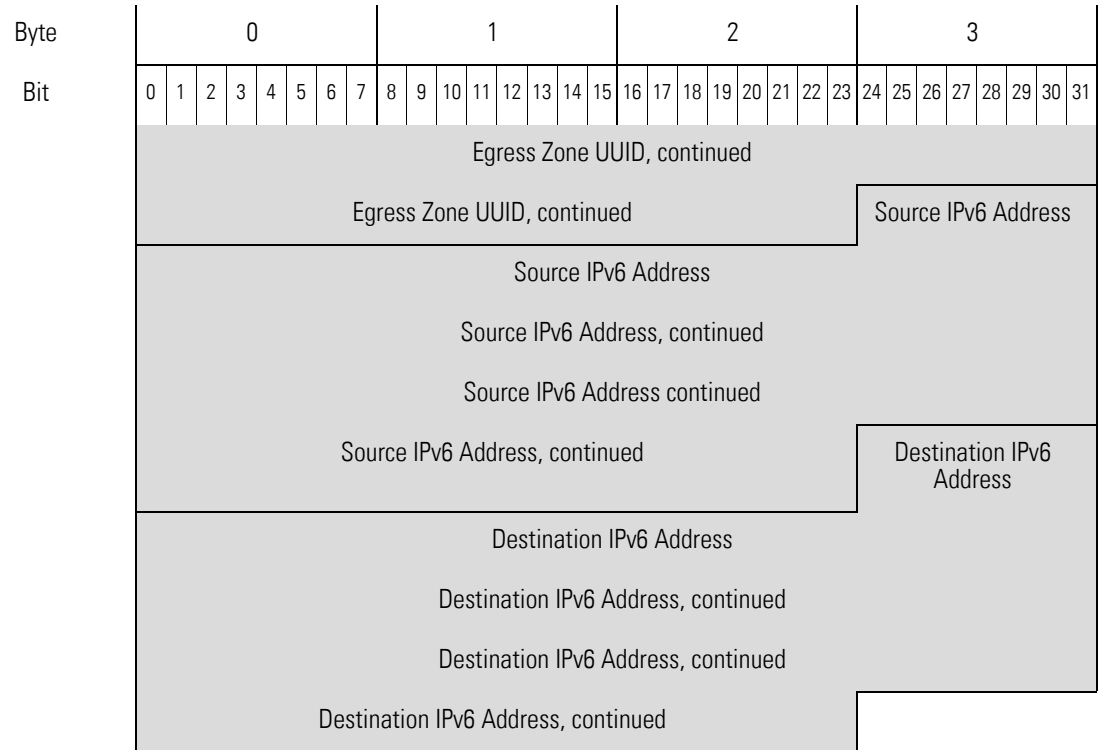 Byte 0 1 2 3
Bit 0 1 2 3 4 5 6 7 8 9 10 11 12 13 14 15 16 17 18 19 20 21 22 23 24 25 26 27 28 29 30 31
Egress Zone UUID, continued
Egress Zone UUID, continued Source IPv6 Address
Source IPv6 Address
Source IPv6 Address, continued
Source IPv6 Address continued
Source IPv6 Address, continued Destination IPv6
Address
Destination IPv6 Address
Destination IPv6 Address, continued
Destination IPv6 Address, continued
Destination IPv6 Address, continued